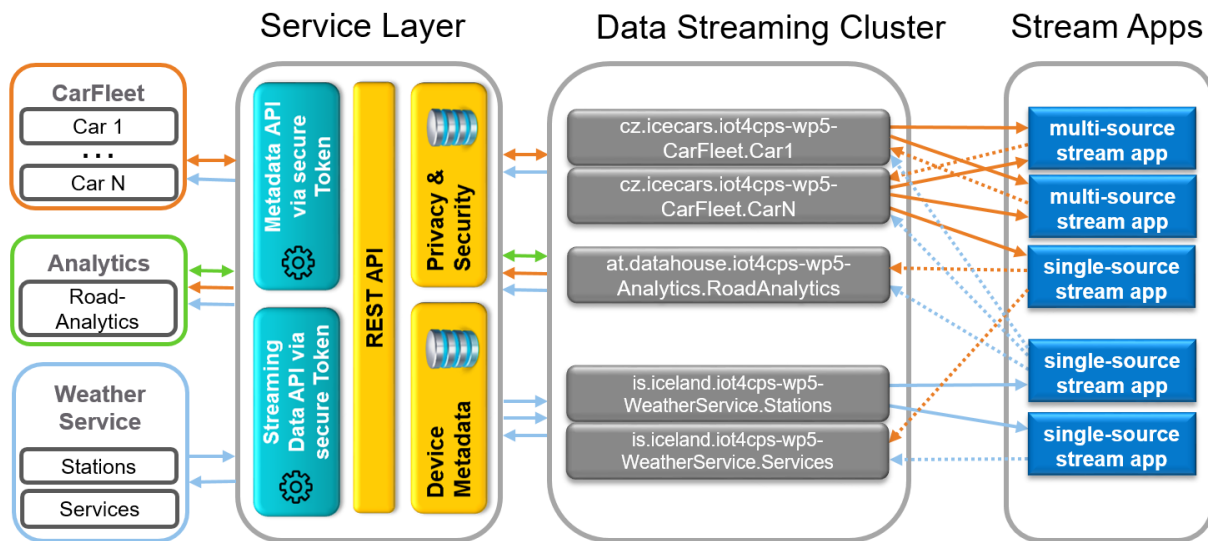 Service Layer
Data Streaming Cluster
Stream Apps
CarFleet
Car 1
...
Car N
Analytics
Road-
Analytics
Weather
Service
Stations
Services
Metadata API
via secure
Token
Streaming
Data API via
secure Token
REST API
Privacy &
Security
Device
Metadata
cz.icecars.iot4cps-wp5-
CarFleet.Car1
cz.icecars.iot4cps-wp5-
CarFleet.CarN
at.datahouse.iot4cps-wp5-
Analytics.RoadAnalytics
is.iceland.iot4cps-wp5-
WeatherService.Stations
is.iceland.iot4cps-wp5-
WeatherService.Services
multi-source
stream app
multi-source
stream app
single-source
stream app
single-source
stream app
single-source
stream app